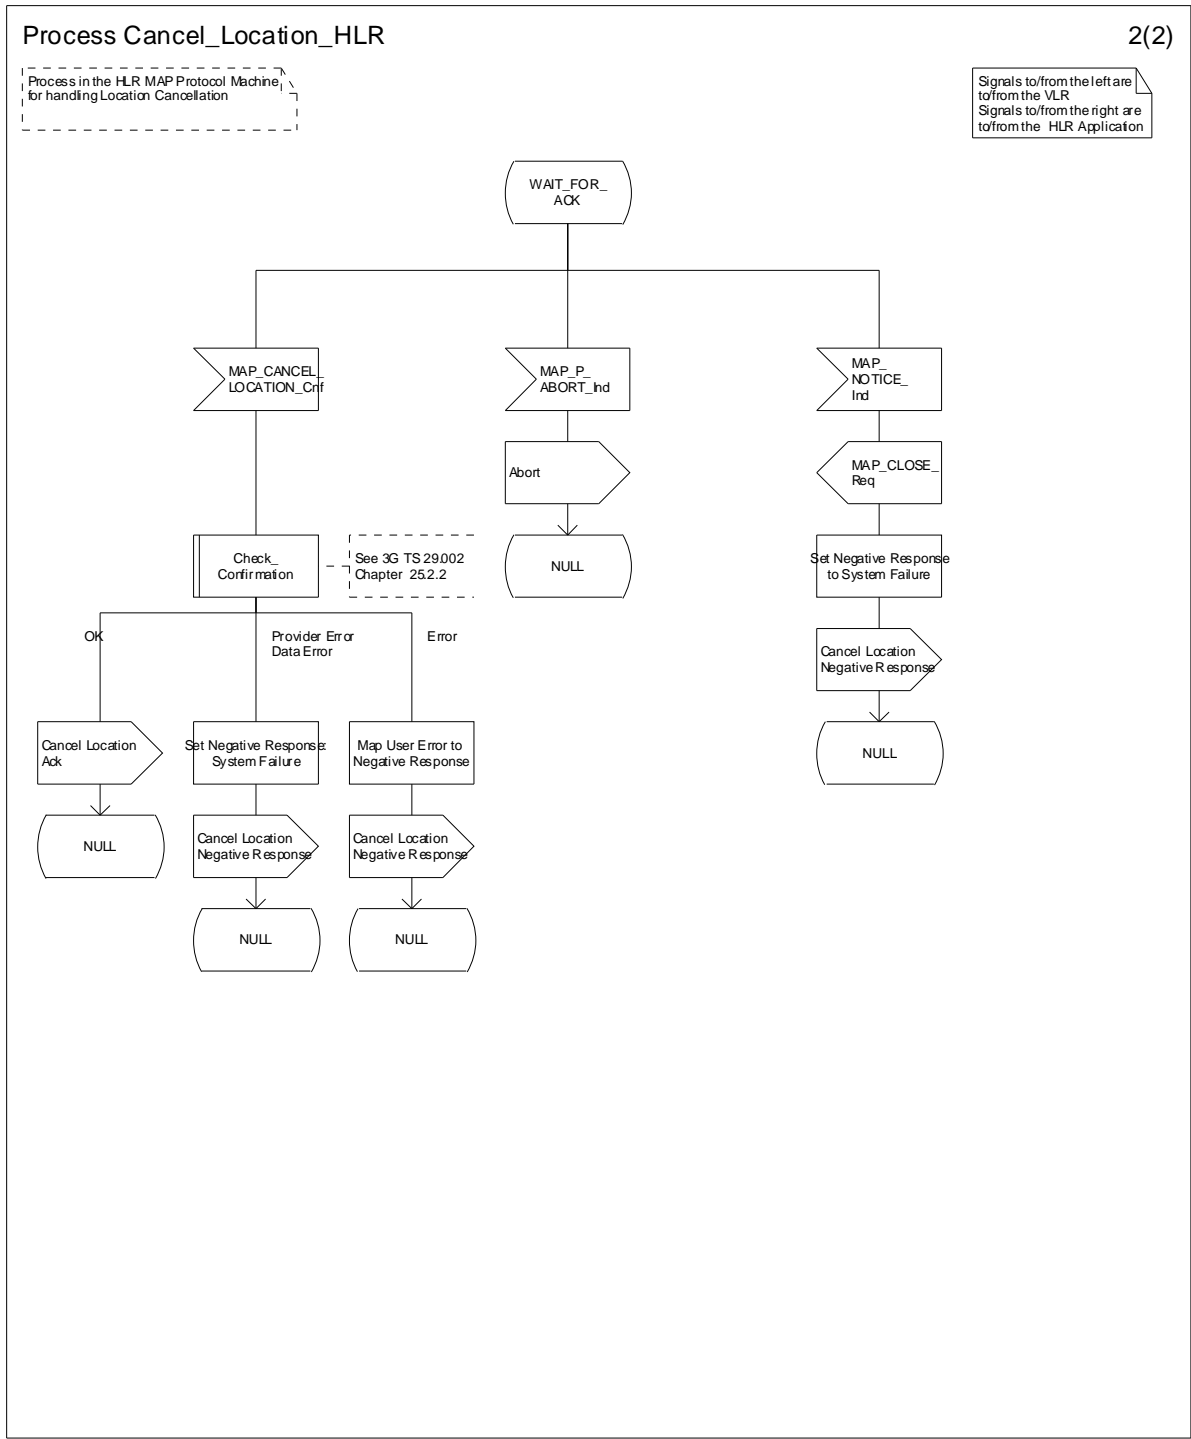 Process Cancel_Location_HLR
2(2)
Process in the HLR MAP Protocol Machine
for handling Location Cancellation
Signals to/from the left are
to/from the VLR
Signals to/from the right are
to/from the HLR Application
WAIT_FOR_
ACK
MAP_CANCEL_
LOCATION_Cnf
MAP_P_
ABORT_Ind
MAP_
NOTICE_
Ind
Abort
MAP_CLOSE_
Req
Check_
Confirmation
See 3G TS 29.002
Chapter 25.2.2
NULL
Set Negative Response
to System Failure
OK
Provider Error
Data Error
Error
Cancel Location
Negative Response
Cancel Location
Ack
Set Negative Response:
System Failure
Map User Error to
Negative Response
NULL
NULL
Cancel Location
Negative Response
Cancel Location
Negative Response
NULL
NULL